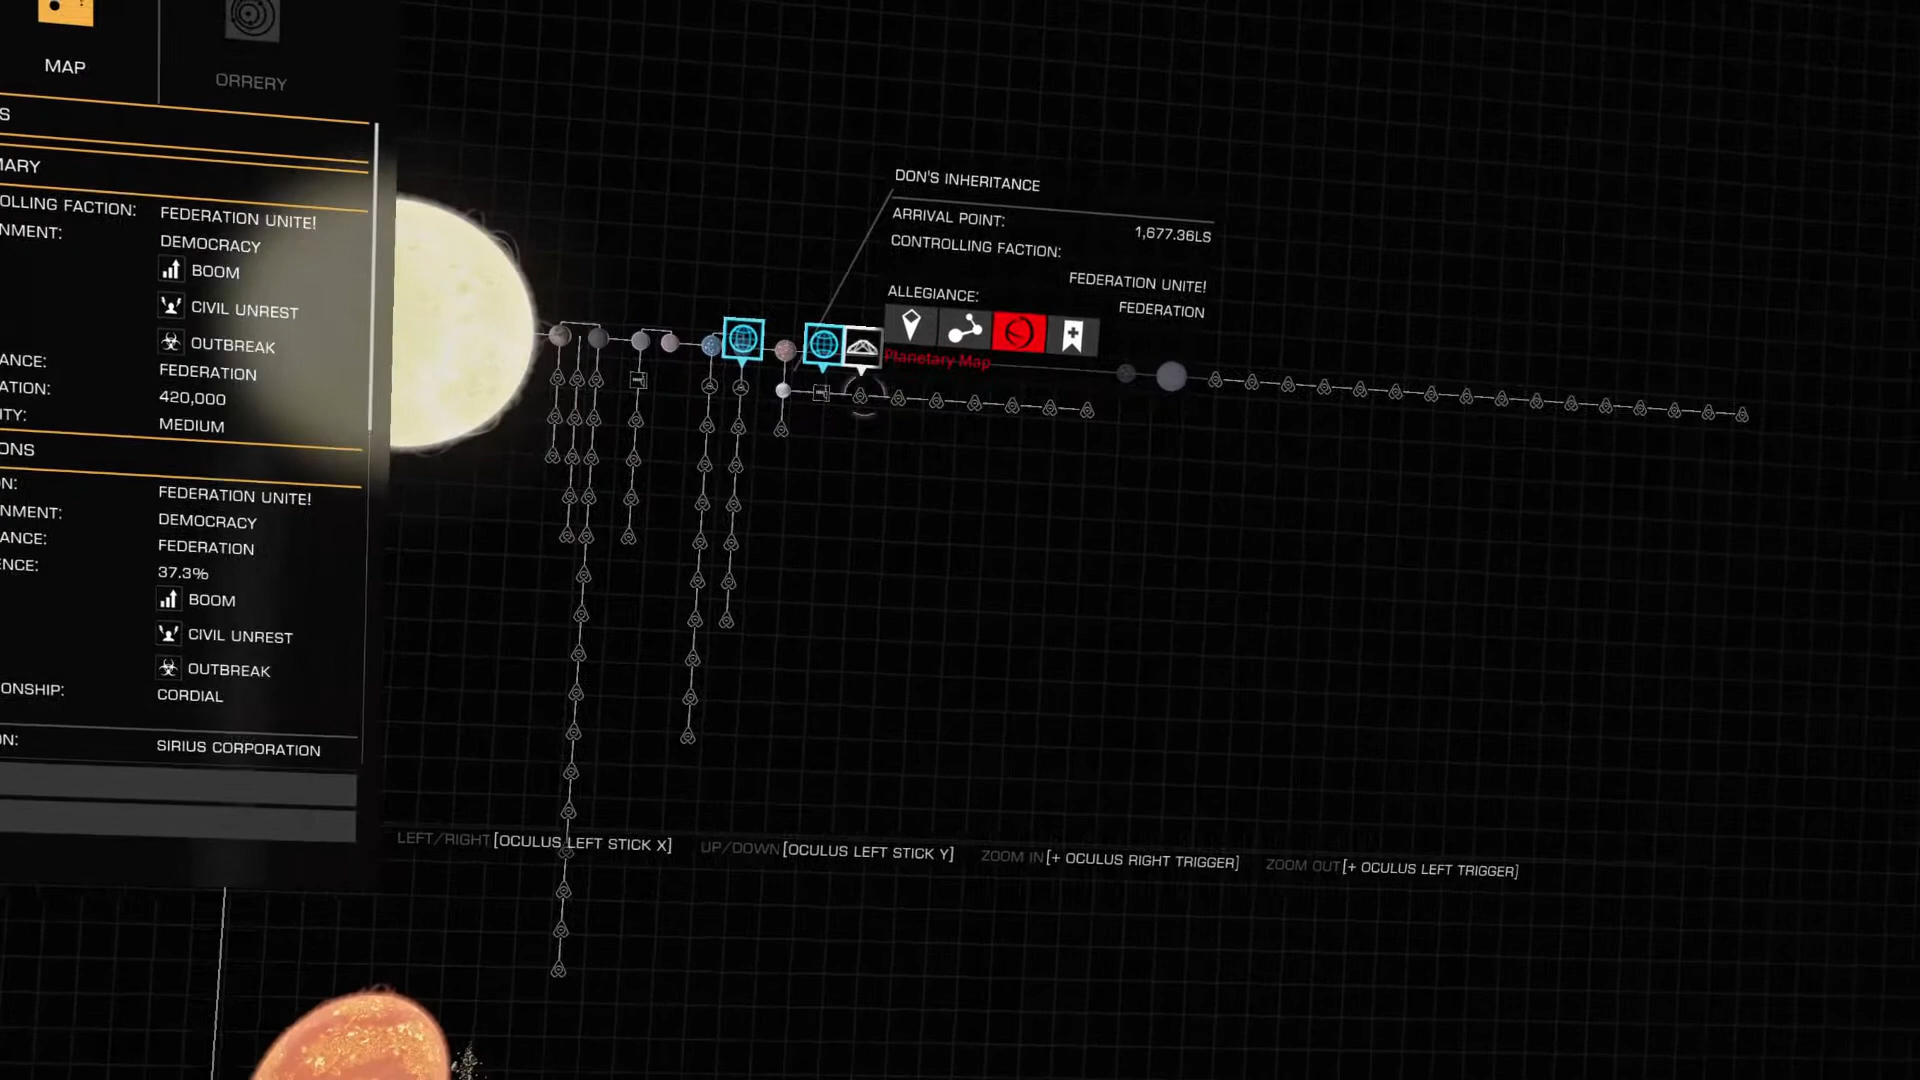 MAP
ORRERY
S
MARY
OLLING FACTION: FEDERATION UNITE!
NMENT: DEMOCRACY
BOOM
CIVIL UNREST
OUTBREAK
ANCE: FEDERATION
ATION: 420,000
ITY: MEDIUM
ONS
ON: FEDERATION UNITE!
NMENT: DEMOCRACY
ANCE: FEDERATION
ENCE: 37.3%
BOOM
CIVIL UNREST
OUTBREAK
ONSHIP: CORDIAL
ON: SIRIUS CORPORATION
DON'S INHERITANCE
ARRIVAL POINT: 1,677.36LS
CONTROLLING FACTION:
FEDERATION UNITE!
ALLEGIANCE:
FEDERATION
Planetary Map
LEFT/RIGHT [OCULUS LEFT STICK X] UP/DOWN [OCULUS LEFT STICK Y] ZOOM IN [+ OCULUS RIGHT TRIGGER] ZOOM OUT [+ OCULUS LEFT TRIGGER]